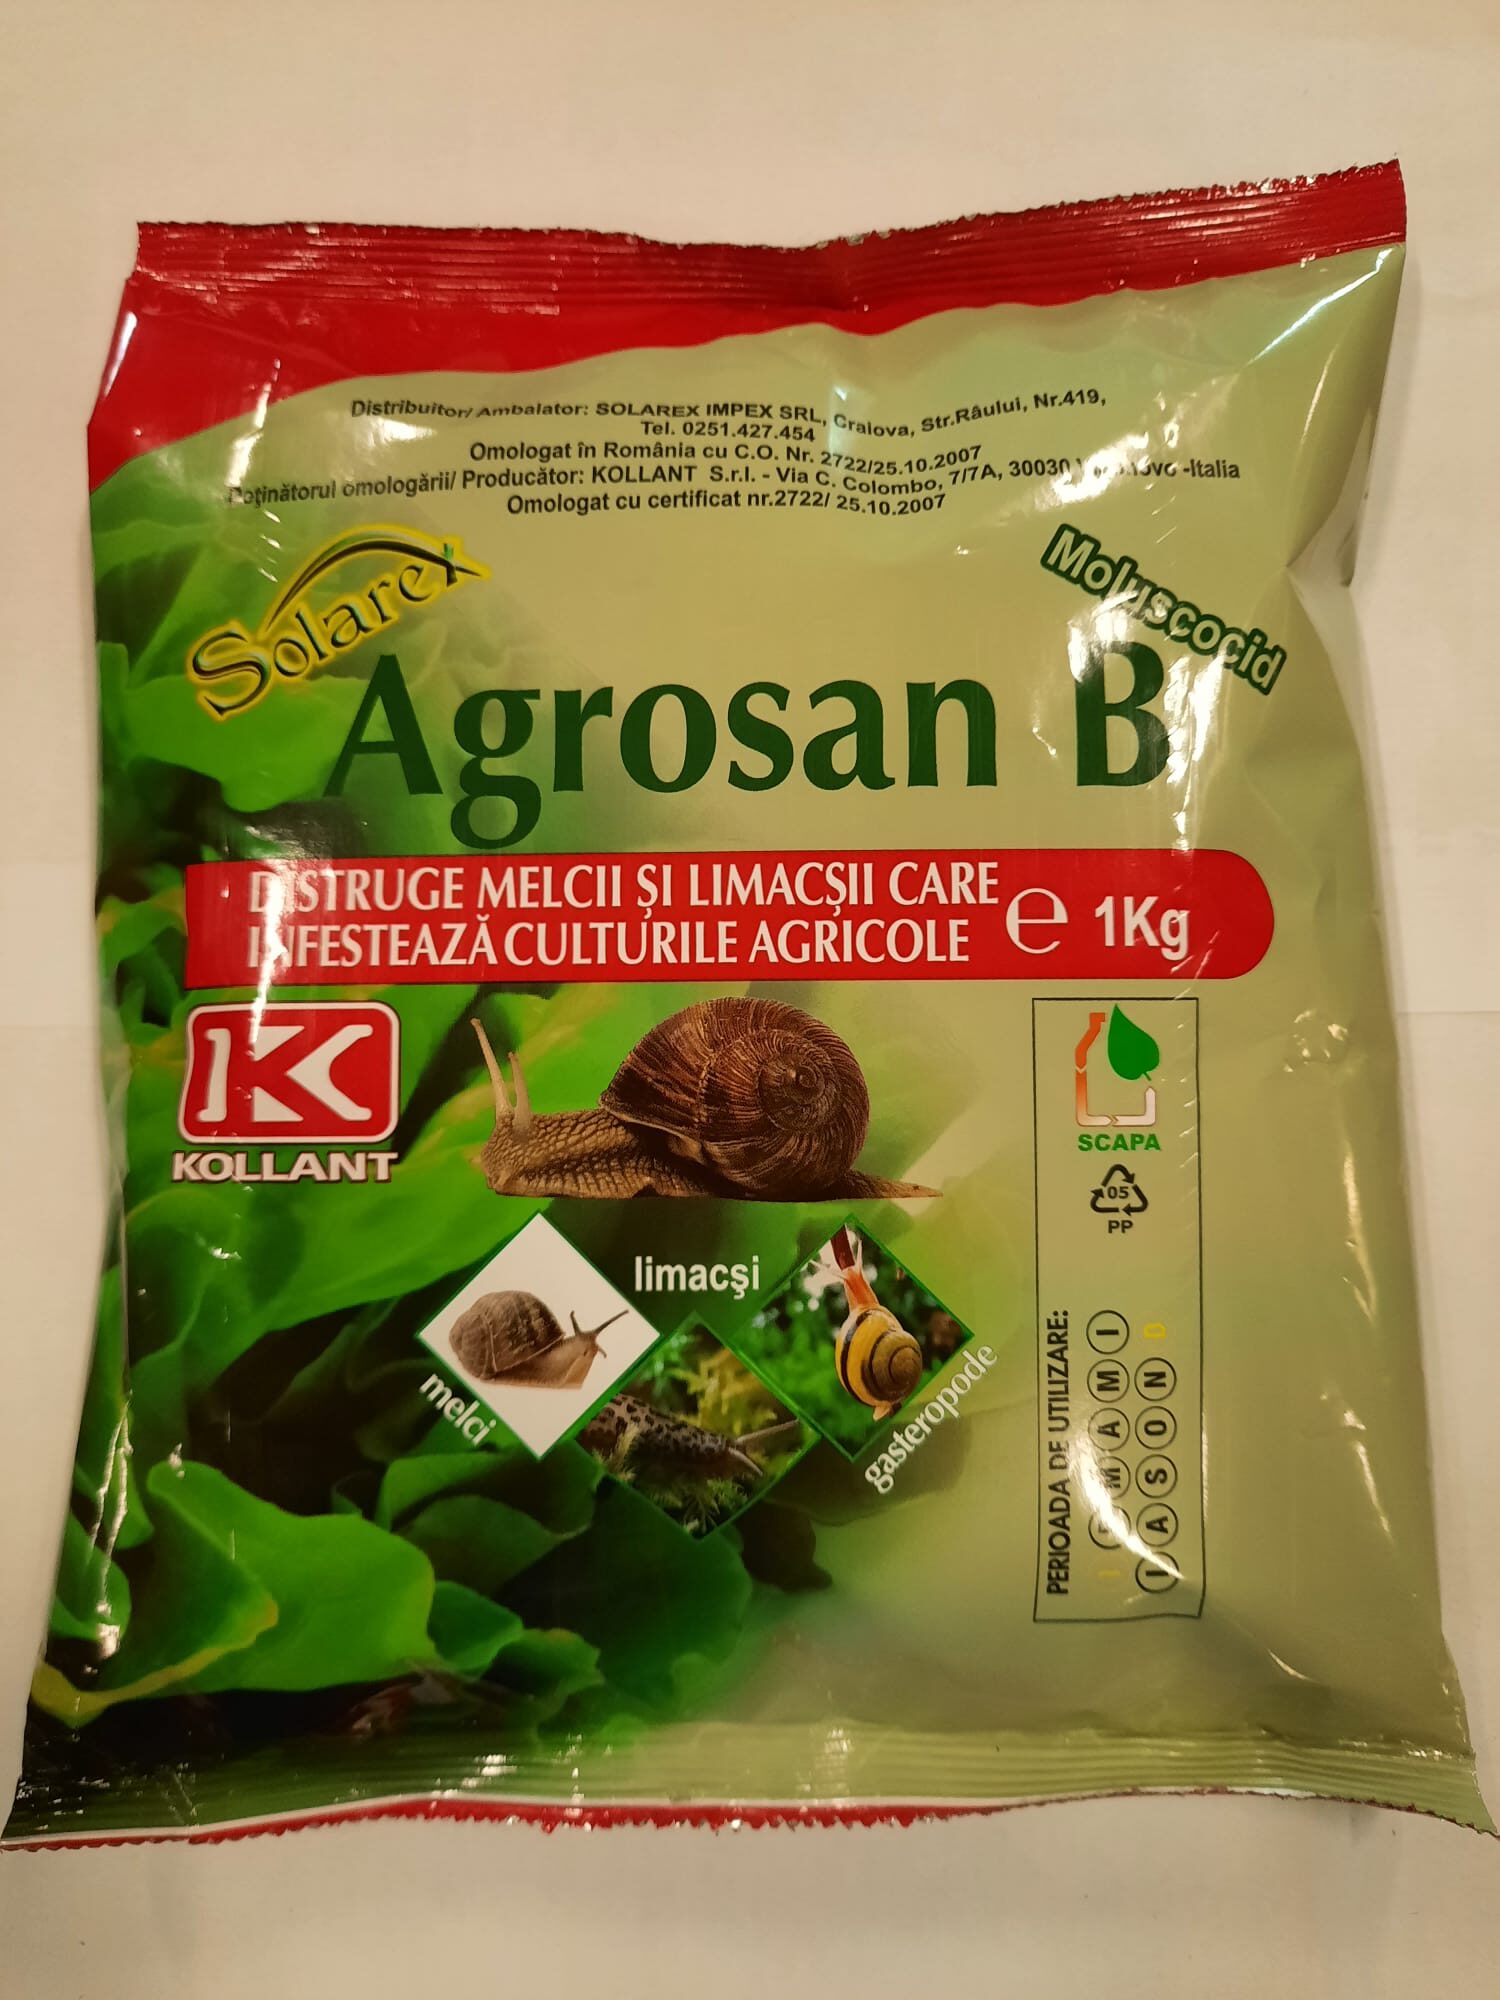 Distribuitor/ Ambalator: SOLAREX IMPEX SRL, Craiova, Str.Râului, Nr.419,
Tel. 0251.427.454
Omologat în România cu C.O. Nr. 2722/25.10.2007
Deţinătorul omologării/ Producător: KOLLANT S.r.l. - Via C. Colombo, 7/7A, 30030 -Italia
Omologat cu certificat nr.2722/ 25.10.2007
Solarex
Moluscocid
Agrosan B
DISTRUGE MELCII ȘI LIMACȘII CARE
INFESTEAZĂ CULTURILE AGRICOLE
e 1Kg
K
KOLLANT
SCAPA
05
PP
limacşi
melci
gasteropode
PERIOADA DE UTILIZARE:
I F M A M I
I A S O N D